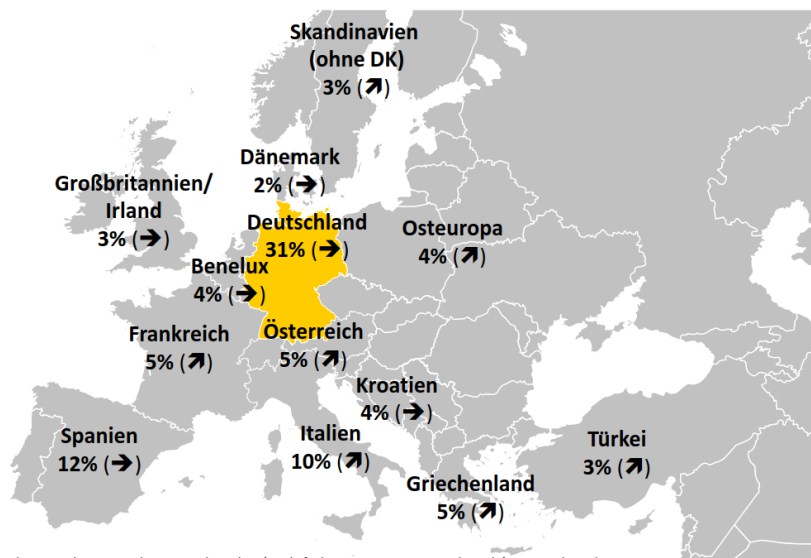 Skandinavien
(ohne DK)
3% (↗)
Dänemark
2% (→)
Großbritannien/
Irland
3% (→)
Deutschland
31% (→)
Osteuropa
4% (↗)
Benelux
4% (→)
Frankreich
5% (↗)
Österreich
5% (↗)
Kroatien
4% (→)
Spanien
12% (→)
Italien
10% (↗)
Türkei
3% (↗)
Griechenland
5% (↗)